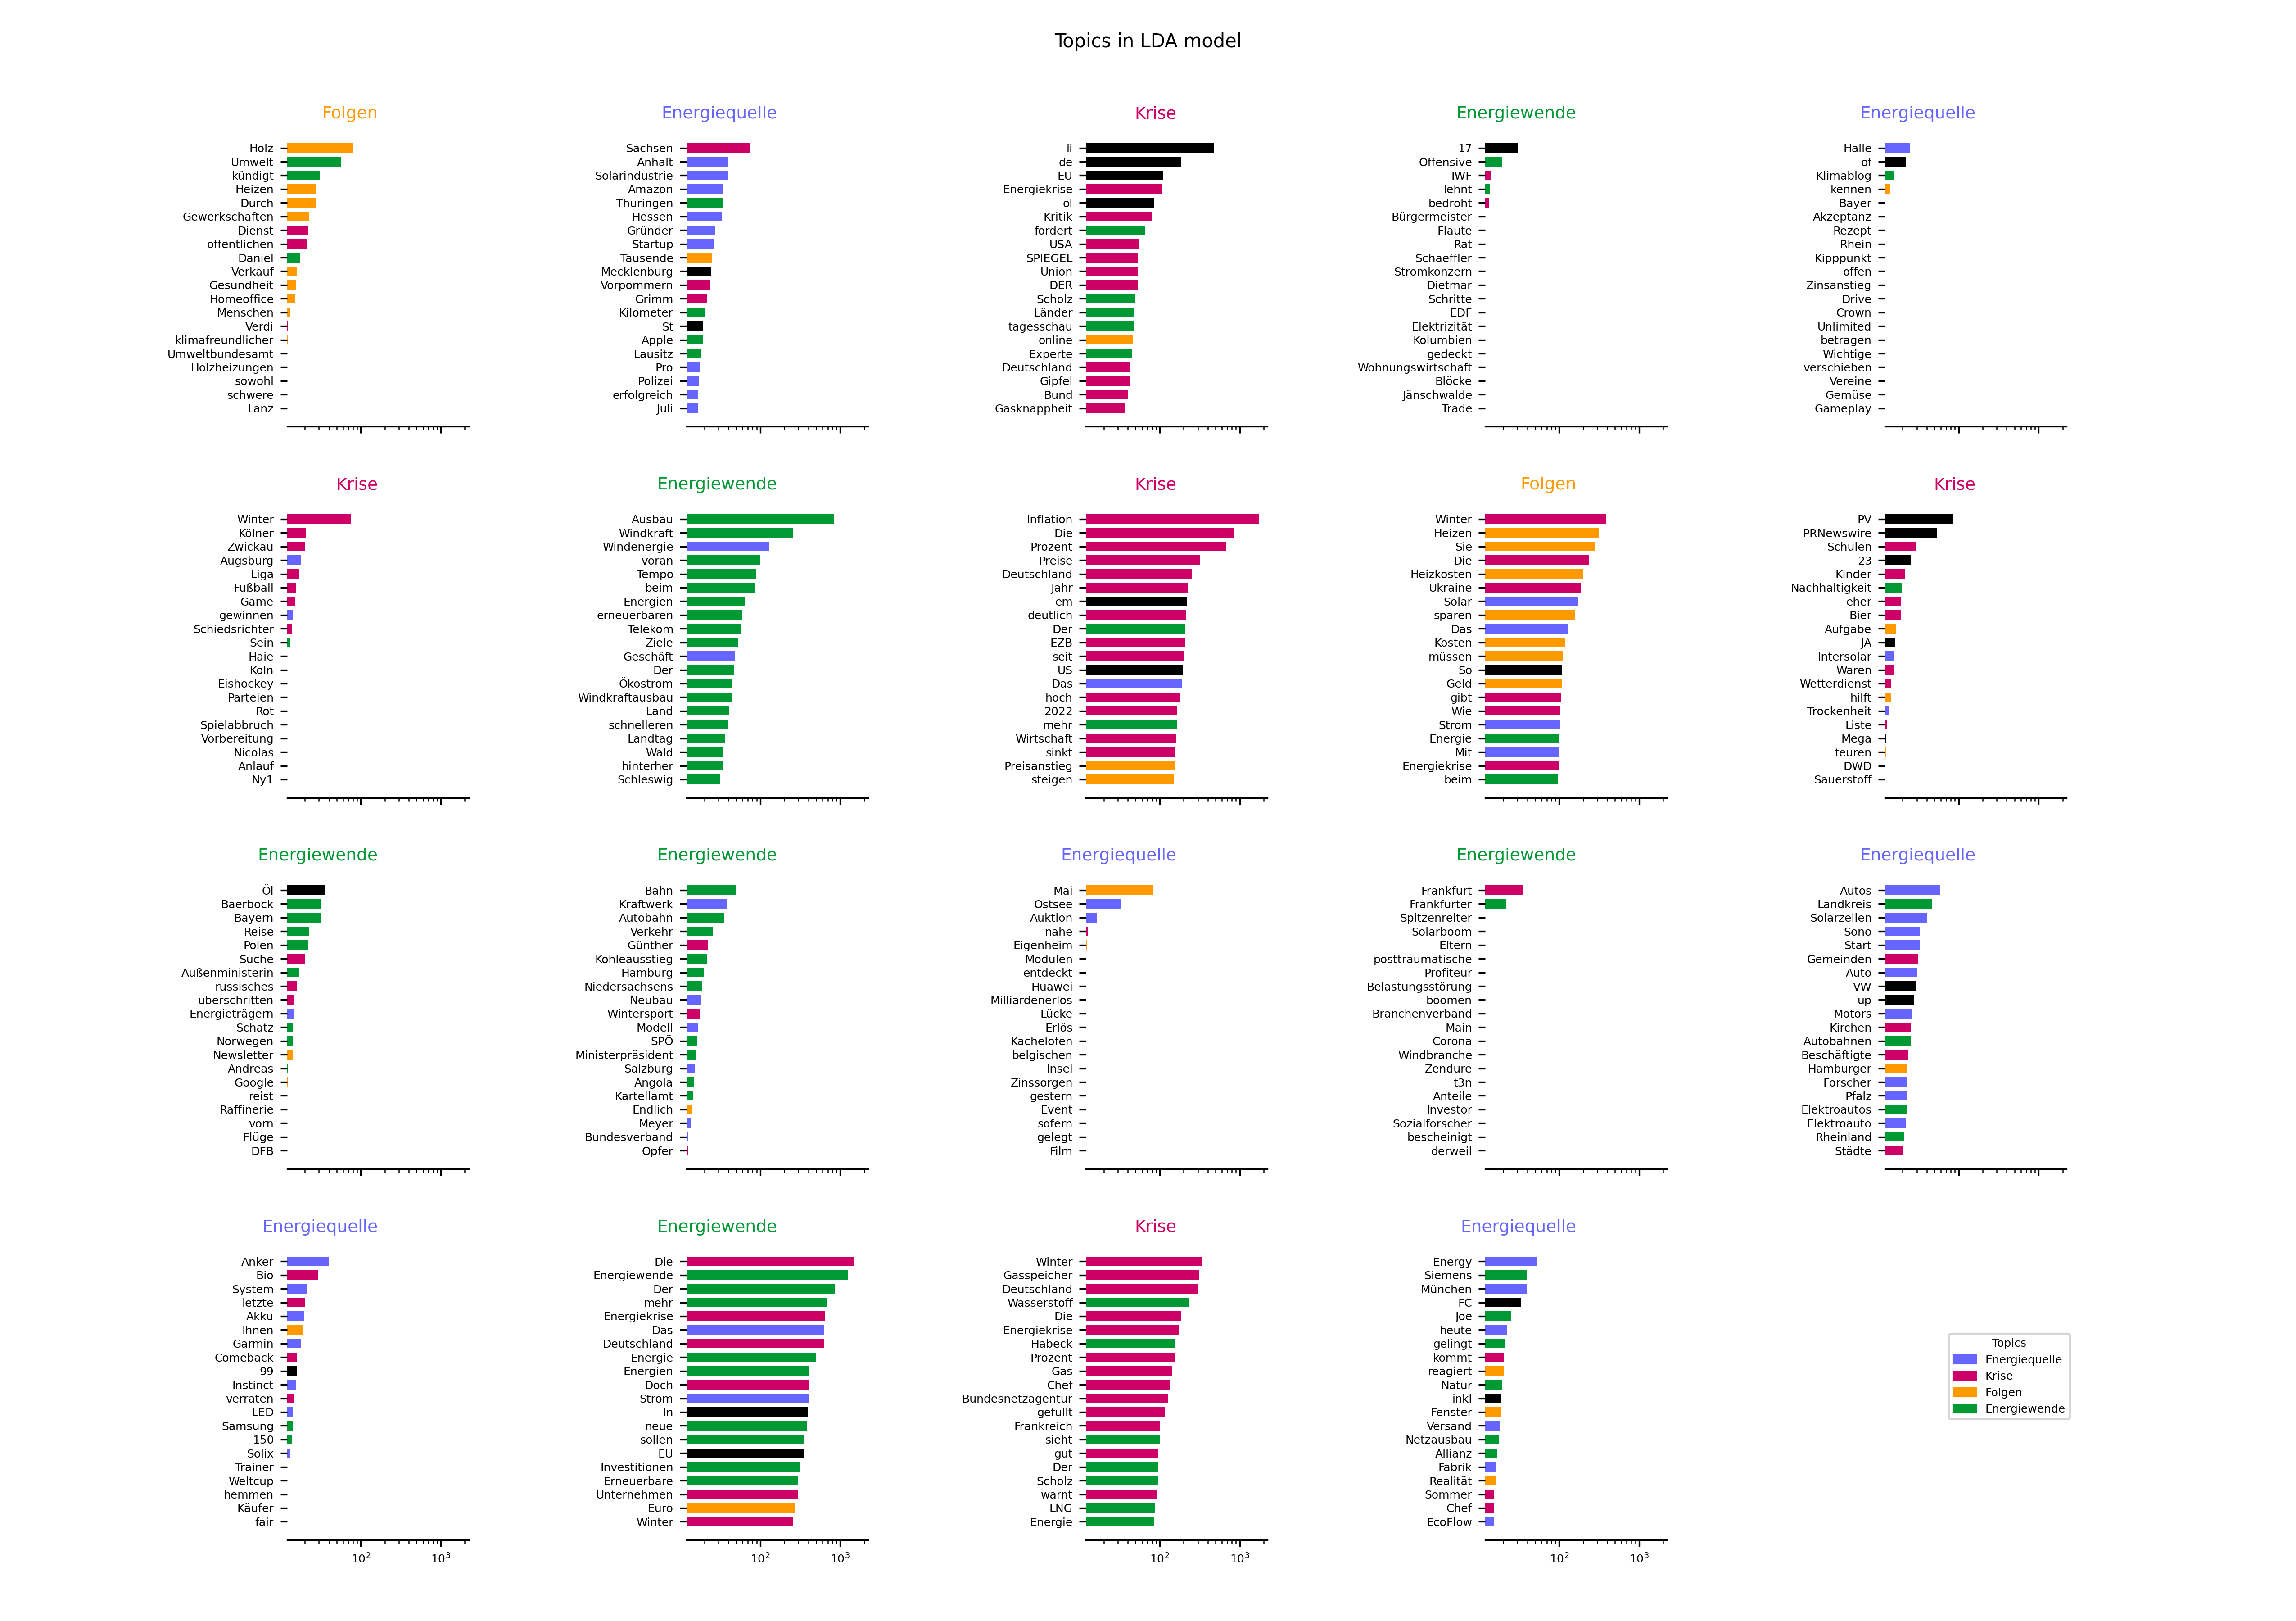 Topics in LDA model
Folgen
Holz
Umwelt
kündigt
Heizen
Durch
Gewerkschaften
Dienst
öffentlichen
Daniel
Verkauf
Gesundheit
Homeoffice
Menschen
Verdi
klimafreundlicher
Umweltbundesamt
Holzheizungen
sowohl
schwere
Lanz
Energiequelle
Sachsen
Anhalt
Solarindustrie
Amazon
Thüringen
Hessen
Gründer
Startup
Tausende
Mecklenburg
Vorpommern
Grimm
Kilometer
St
Apple
Lausitz
Pro
Polizei
erfolgreich
Juli
Krise
li
de
EU
Energiekrise
ol
Kritik
fordert
USA
SPIEGEL
Union
DER
Scholz
Länder
tagesschau
online
Experte
Deutschland
Gipfel
Bund
Gasknappheit
Energiewende
17
Offensive
IWF
lehnt
bedroht
Bürgermeister
Flaute
Rat
Schaeffler
Stromkonzern
Dietmar
Schritte
EDF
Elektrizität
Kolumbien
gedeckt
Wohnungswirtschaft
Blöcke
Jänschwalde
Trade
Energiequelle
Halle
of
Klimablog
kennen
Bayer
Akzeptanz
Rezept
Rhein
Kipppunkt
offen
Zinsanstieg
Drive
Crown
Unlimited
betragen
Wichtige
verschieben
Vereine
Gemüse
Gameplay
Krise
Winter
Kölner
Zwickau
Augsburg
Liga
Fußball
Game
gewinnen
Schiedsrichter
Sein
Haie
Köln
Eishockey
Parteien
Rot
Spielabbruch
Vorbereitung
Nicolas
Anlauf
Ny1
Energiewende
Ausbau
Windkraft
Windenergie
voran
Tempo
beim
Energien
erneuerbaren
Telekom
Ziele
Geschäft
Der
Ökostrom
Windkraftausbau
Land
schnelleren
Landtag
Wald
hinterher
Schleswig
Krise
Inflation
Die
Prozent
Preise
Deutschland
Jahr
em
deutlich
Der
EZB
seit
US
Das
hoch
2022
mehr
Wirtschaft
sinkt
Preisanstieg
steigen
Folgen
Winter
Heizen
Sie
Die
Heizkosten
Ukraine
Solar
sparen
Das
Kosten
müssen
So
Geld
gibt
Wie
Strom
Energie
Mit
Energiekrise
beim
Krise
PV
PRNewswire
Schulen
23
Kinder
Nachhaltigkeit
eher
Bier
Aufgabe
JA
Intersolar
Waren
Wetterdienst
hilft
Trockenheit
Liste
Mega
teuren
DWD
Sauerstoff
Energiewende
Öl
Baerbock
Bayern
Reise
Polen
Suche
Außenministerin
russisches
überschritten
Energieträgern
Schatz
Norwegen
Newsletter
Andreas
Google
reist
Raffinerie
vorn
Flüge
DFB
Energiewende
Bahn
Kraftwerk
Autobahn
Verkehr
Günther
Kohleausstieg
Hamburg
Niedersachsens
Neubau
Wintersport
Modell
SPÖ
Ministerpräsident
Salzburg
Angola
Kartellamt
Endlich
Meyer
Bundesverband
Opfer
Energiequelle
Mai
Ostsee
Auktion
nahe
Eigenheim
Modulen
entdeckt
Huawei
Milliardenerlös
Lücke
Erlös
Kachelöfen
belgischen
Insel
Zinssorgen
gestern
Event
sofern
gelegt
Film
Energiewende
Frankfurt
Frankfurter
Spitzenreiter
Solarboom
Eltern
posttraumatische
Profiteur
Belastungsstörung
boomen
Branchenverband
Main
Corona
Windbranche
Zendure
t3n
Anteile
Investor
Sozialforscher
bescheinigt
derweil
Energiequelle
Autos
Landkreis
Solarzellen
Sono
Start
Gemeinden
Auto
VW
up
Motors
Kirchen
Autobahnen
Beschäftigte
Hamburger
Forscher
Pfalz
Elektroautos
Elektroauto
Rheinland
Städte
Energiequelle
Anker
Bio
System
letzte
Akku
Ihnen
Garmin
Comeback
99
Instinct
verraten
LED
Samsung
150
Solix
Trainer
Weltcup
hemmen
Käufer
fair
10² 10³
Energiewende
Die
Energiewende
Der
mehr
Energiekrise
Das
Deutschland
Energie
Energien
Doch
Strom
In
neue
sollen
EU
Investitionen
Erneuerbare
Unternehmen
Euro
Winter
10² 10³
Krise
Winter
Gasspeicher
Deutschland
Wasserstoff
Die
Energiekrise
Habeck
Prozent
Gas
Chef
Bundesnetzagentur
gefüllt
Frankreich
sieht
gut
Der
Scholz
warnt
LNG
Energie
10² 10³
Energiequelle
Energy
Siemens
München
FC
Joe
heute
gelingt
kommt
reagiert
Natur
inkl
Fenster
Versand
Netzausbau
Allianz
Fabrik
Realität
Sommer
Chef
EcoFlow
10² 10³
Topics
Energiequelle
Krise
Folgen
Energiewende